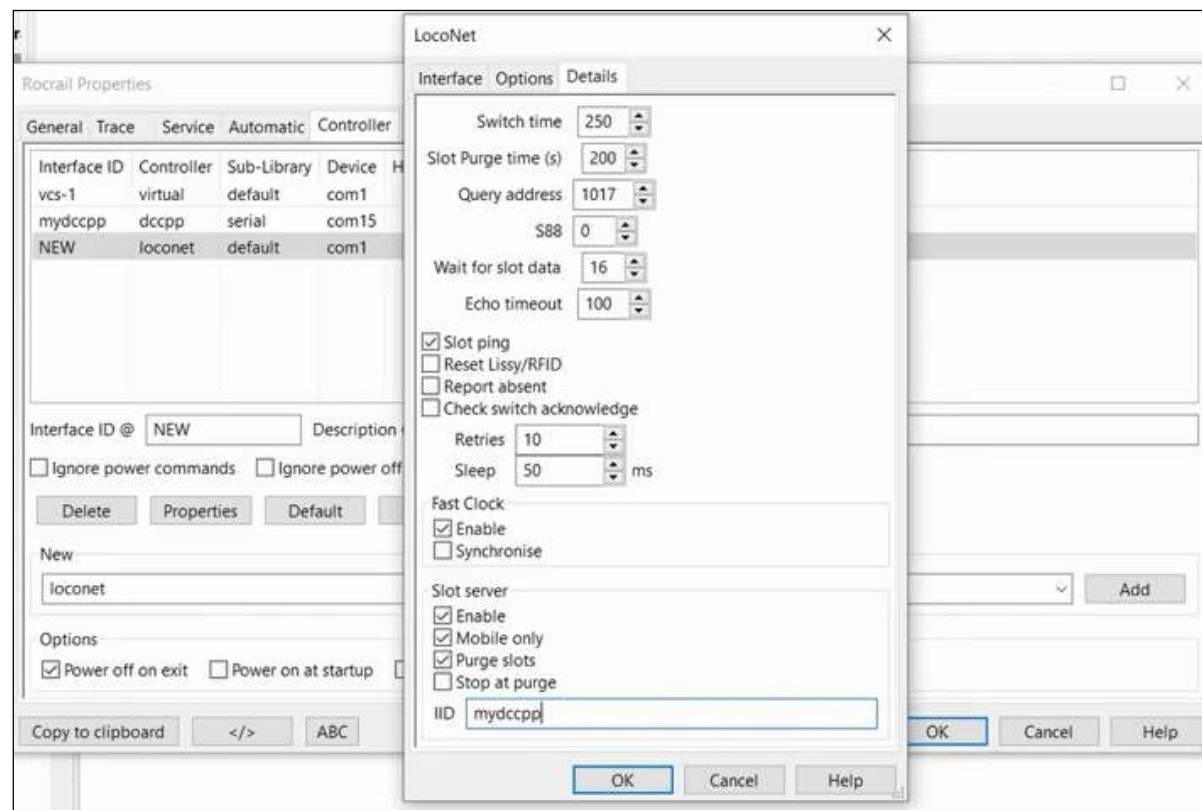 r
Rocrail Properties
General Trace Service Automatic Controller
Interface ID Controller Sub-Library Device H
vcs-1 virtual default com1
mydccpp dccpp serial com15
NEW loconet default com1
Interface ID @ NEW Description
Ignore power commands Ignore power off
Delete Properties Default
New
loconet
Add
Options
Power off on exit Power on at startup
Copy to clipboard </> ABC
OK Cancel Help
LocoNet
Interface Options Details
Switch time 250
Slot Purge time (s) 200
Query address 1017
S88 0
Wait for slot data 16
Echo timeout 100
Slot ping
Reset Lissy/RFID
Report absent
Check switch acknowledge
Retries 10
Sleep 50 ms
Fast Clock
Enable
Synchronise
Slot server
Enable
Mobile only
Purge slots
Stop at purge
IID mydccpp
OK Cancel Help